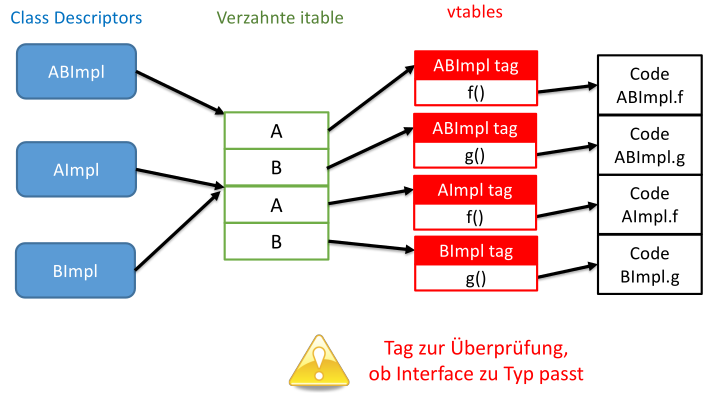 Class Descriptors
Verzahnte itable
vtables
ABImpl
AImpl
BImpl
A
B
A
B
ABImpl tag
f()
ABImpl tag
g()
AImpl tag
f()
BImpl tag
g()
Code
ABImpl.f
Code
ABImpl.g
Code
AImpl.f
Code
BImpl.g
Tag zur Überprüfung,
ob Interface zu Typ passt